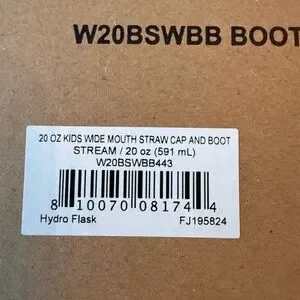 W20BSWBB BOOT
20 OZ KIDS WIDE MOUTH STRAW CAP AND BOOT
STREAM / 20 oz (591 mL)
W20BSWBB443
8 10070 08174 4
Hydro Flask FJ195824